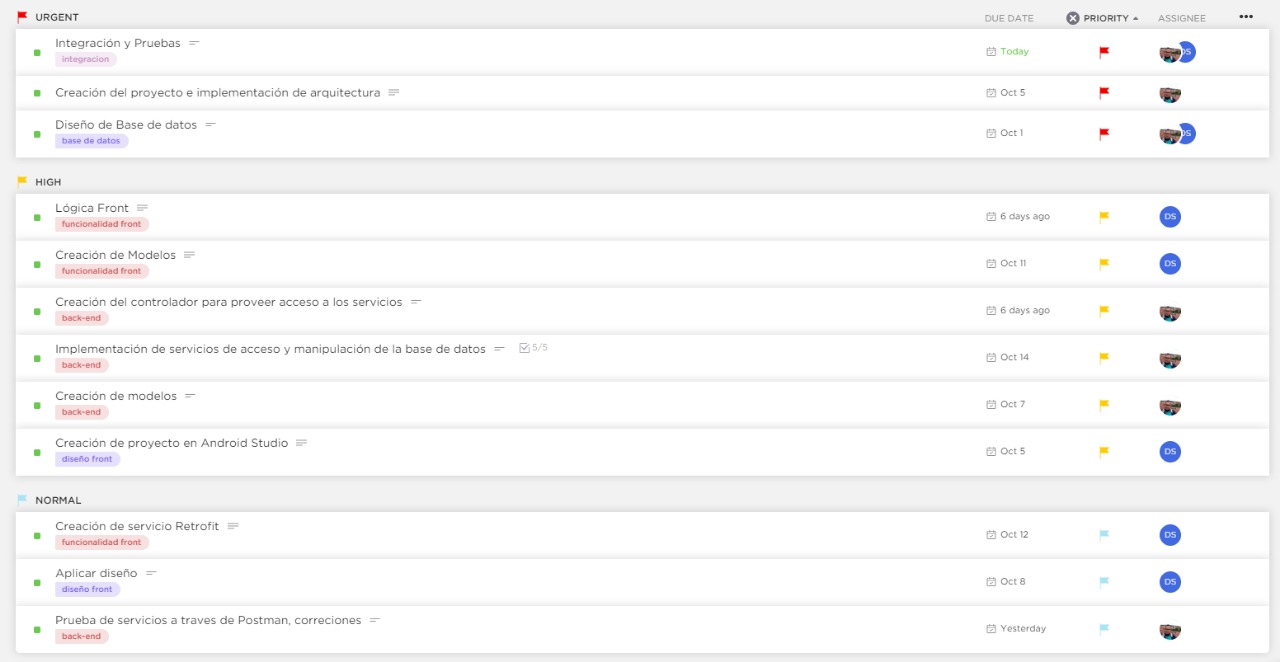 URGENT DUE DATE PRIORITY ASSIGNEE
Integración y Pruebas
integracion
Today DS
Creación del proyecto e implementación de arquitectura Oct 5
Diseño de Base de datos
base de datos
Oct 1 DS
HIGH
Lógica Front
funcionalidad front
6 days ago DS
Creación de Modelos
funcionalidad front
Oct 11 DS
Creación del controlador para proveer acceso a los servicios
back-end
6 days ago
Implementación de servicios de acceso y manipulación de la base de datos 5/5
back-end
Oct 14
Creación de modelos
back-end
Oct 7
Creación de proyecto en Android Studio
diseño front
Oct 5 DS
NORMAL
Creación de servicio Retrofit
funcionalidad front
Oct 12 DS
Aplicar diseño
diseño front
Oct 8 DS
Prueba de servicios a traves de Postman, correciones
back-end
Yesterday